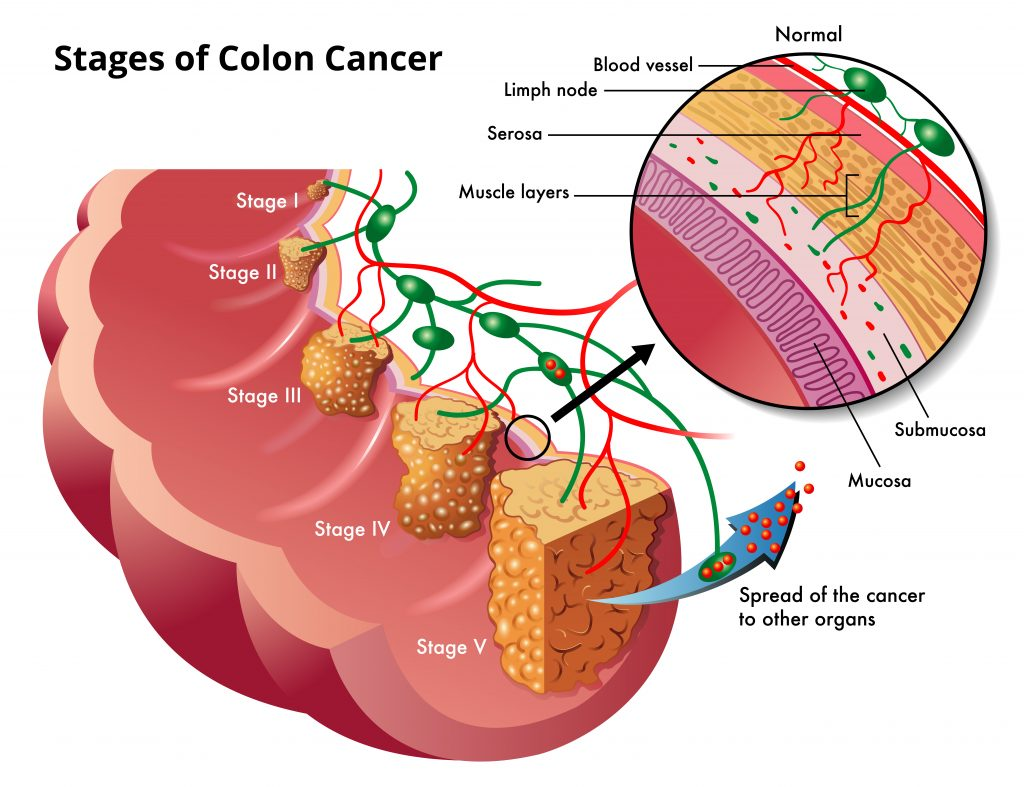 Stages of Colon Cancer
Normal
Blood vessel
Limph node
Serosa
Muscle layers
Stage I
Stage II
Stage III
Stage IV
Stage V
Submucosa
Mucosa
Spread of the cancer
to other organs